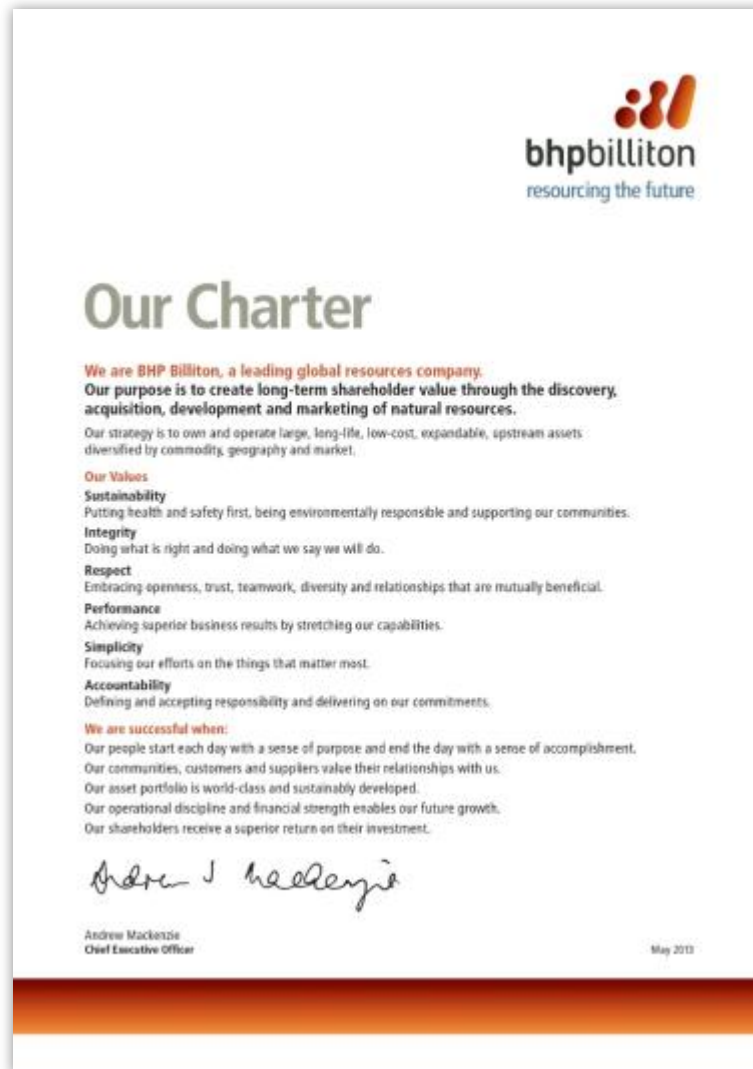 bhpbilliton
resourcing the future
Our Charter
We are BHP Billiton, a leading global resources company.
Our purpose is to create long-term shareholder value through the discovery,
acquisition, development and marketing of natural resources.
Our strategy is to own and operate large, long-life, low-cost, expandable, upstream assets
diversified by commodity, geography and market.
Our Values
Sustainability
Putting health and safety first, being environmentally responsible and supporting our communities.
Integrity
Doing what is right and doing what we say we will do.
Respect
Embracing openness, trust, teamwork, diversity and relationships that are mutually beneficial.
Performance
Achieving superior business results by stretching our capabilities.
Simplicity
Focusing our efforts on the things that matter most.
Accountability
Defining and accepting responsibility and delivering on our commitments.
We are successful when:
Our people start each day with a sense of purpose and end the day with a sense of accomplishment.
Our communities, customers and suppliers value their relationships with us.
Our asset portfolio is world-class and sustainably developed.
Our operational discipline and financial strength enables our future growth.
Our shareholders receive a superior return on their investment.
Andrew J Mackenzie
Andrew Mackenzie
Chief Executive Officer
May 2013